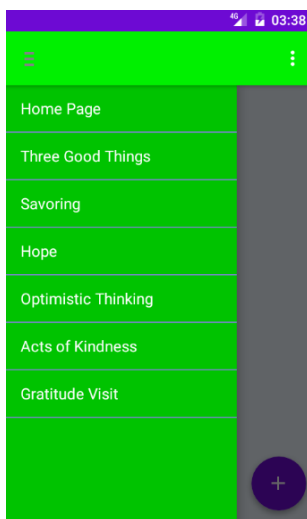 4G 03:38
Home Page
Three Good Things
Savoring
Hope
Optimistic Thinking
Acts of Kindness
Gratitude Visit